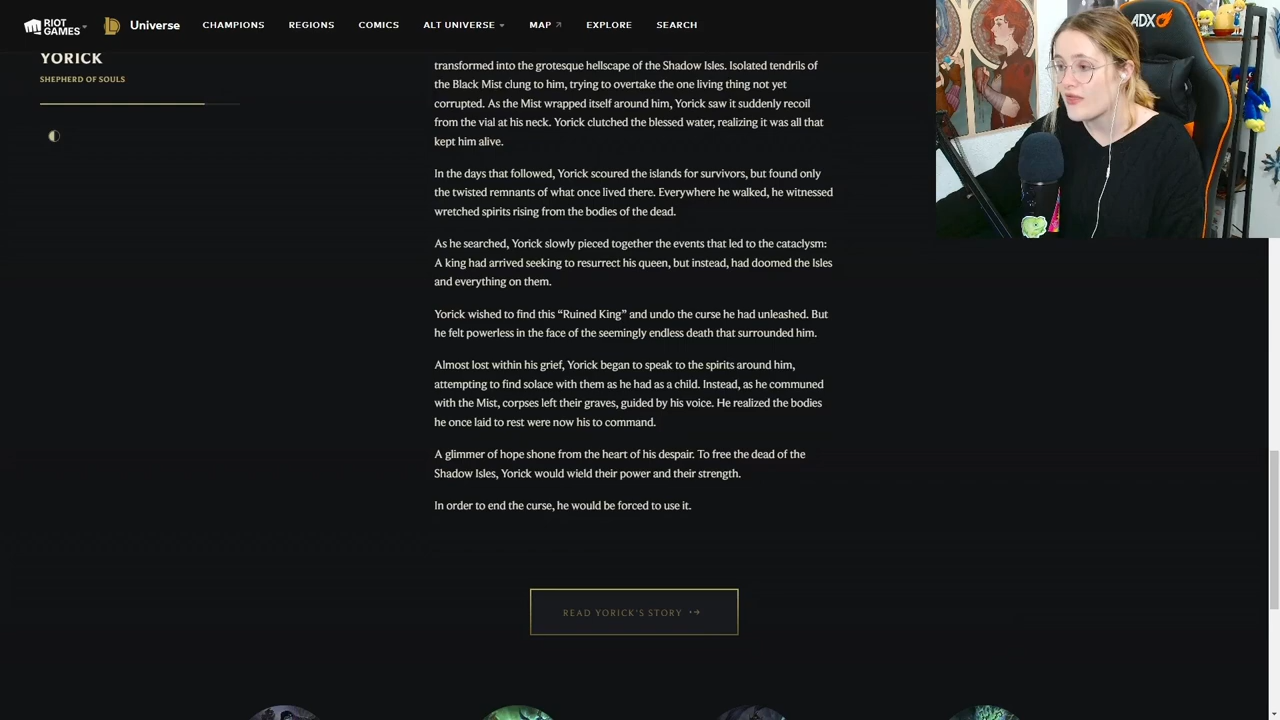 RIOT GAMES
Universe
CHAMPIONS
REGIONS
COMICS
ALT UNIVERSE
MAP
EXPLORE
SEARCH
ADX
YORICK
SHEPHERD OF SOULS
transformed into the grotesque hellscape of the Shadow Isles. Isolated tendrils of
the Black Mist clung to him, trying to overtake the one living thing not yet
corrupted. As the Mist wrapped itself around him, Yorick saw it suddenly recoil
from the vial at his neck. Yorick clutched the blessed water, realizing it was all that
kept him alive.
In the days that followed, Yorick scoured the islands for survivors, but found only
the twisted remnants of what once lived there. Everywhere he walked, he witnessed
wretched spirits rising from the bodies of the dead.
As he searched, Yorick slowly pieced together the events that led to the cataclysm:
A king had arrived seeking to resurrect his queen, but instead, had doomed the Isles
and everything on them.
Yorick wished to find this “Ruined King” and undo the curse he had unleashed. But
he felt powerless in the face of the seemingly endless death that surrounded him.
Almost lost within his grief, Yorick began to speak to the spirits around him,
attempting to find solace with them as he had as a child. Instead, as he communed
with the Mist, corpses left their graves, guided by his voice. He realized the bodies
he once laid to rest were now his to command.
A glimmer of hope shone from the heart of his despair. To free the dead of the
Shadow Isles, Yorick would wield their power and their strength.
In order to end the curse, he would be forced to use it.
READ YORICK'S STORY